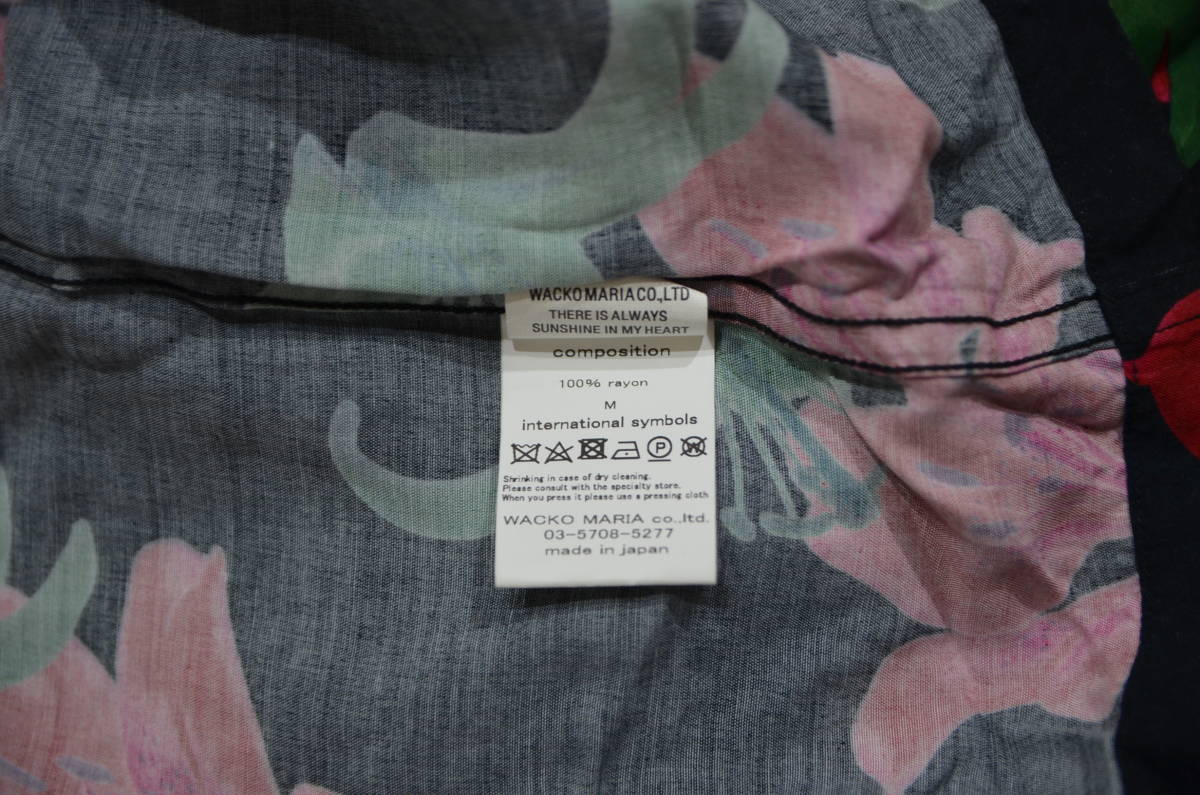 WACKO MARIA CO.,LTD
THERE IS ALWAYS
SUNSHINE IN MY HEART
composition
100% rayon
M
international symbols
P W
Shrinking in case of dry cleaning.
Please consult with the specialty store.
When you press it please use a pressing cloth
WACKO MARIA co.,ltd.
03-5708-5277
made in japan